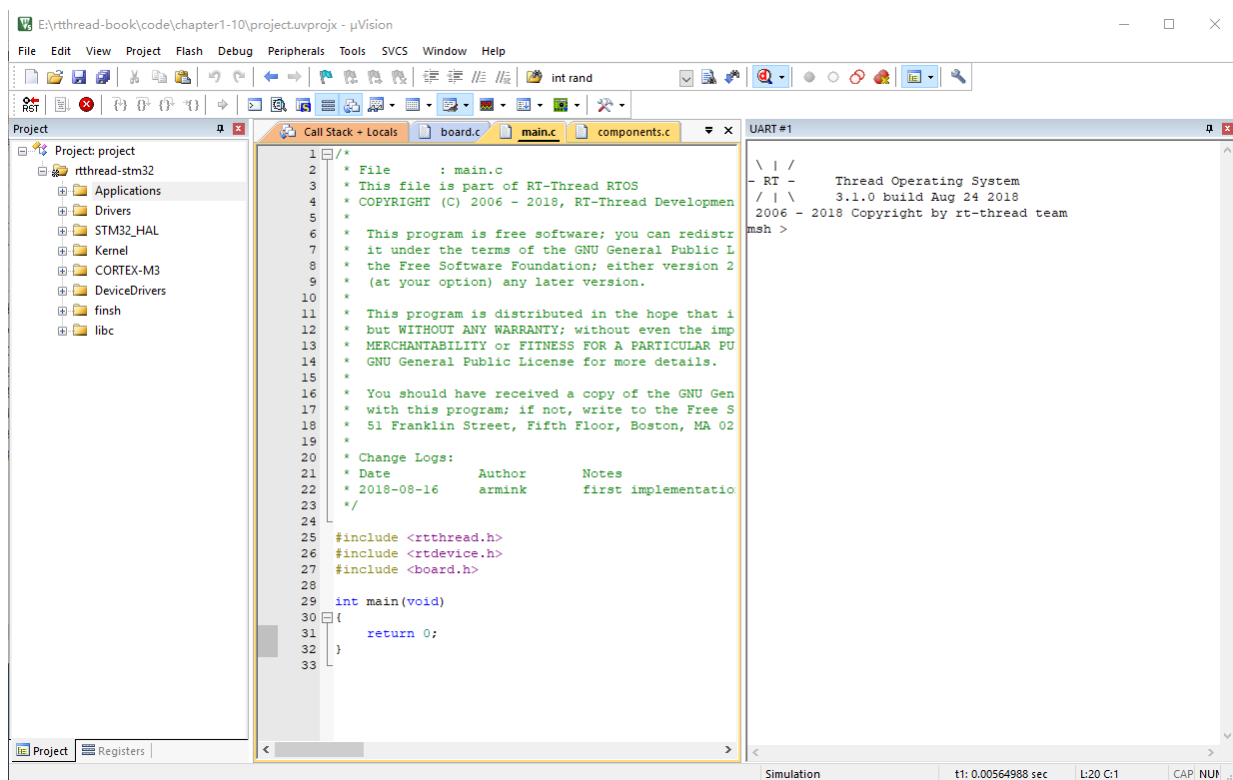 E:\rtthread-book\code\chapter1-10\project.uvprojx - µVision
File Edit View Project Flash Debug Peripherals Tools SVCS Window Help
int rand
RST
Project
Call Stack + Locals board.c main.c components.c
UART #1
Project: project
rtthread-stm32
Applications
Drivers
STM32_HAL
Kernel
CORTEX-M3
DeviceDrivers
finsh
libc
1 /*
2 * File : main.c
3 * This file is part of RT-Thread RTOS
4 * COPYRIGHT (C) 2006 - 2018, RT-Thread Developmen
5 *
6 * This program is free software; you can redistr
7 * it under the terms of the GNU General Public L
8 * the Free Software Foundation; either version 2
9 * (at your option) any later version.
10 *
11 * This program is distributed in the hope that i
12 * but WITHOUT ANY WARRANTY; without even the imp
13 * MERCHANTABILITY or FITNESS FOR A PARTICULAR PU
14 * GNU General Public License for more details.
15 *
16 * You should have received a copy of the GNU Gen
17 * with this program; if not, write to the Free S
18 * 51 Franklin Street, Fifth Floor, Boston, MA 02
19 *
20 * Change Logs:
21 * Date Author Notes
22 * 2018-08-16 armink first implementatio
23 */
24
25 #include <rtthread.h>
26 #include <rtdevice.h>
27 #include <board.h>
28
29 int main(void)
30 {
31 return 0;
32 }
33
\ | /
- RT - Thread Operating System
/ | \ 3.1.0 build Aug 24 2018
2006 - 2018 Copyright by rt-thread team
msh >
Project Registers
Simulation t1: 0.00564988 sec L:20 C:1 CAP NUM